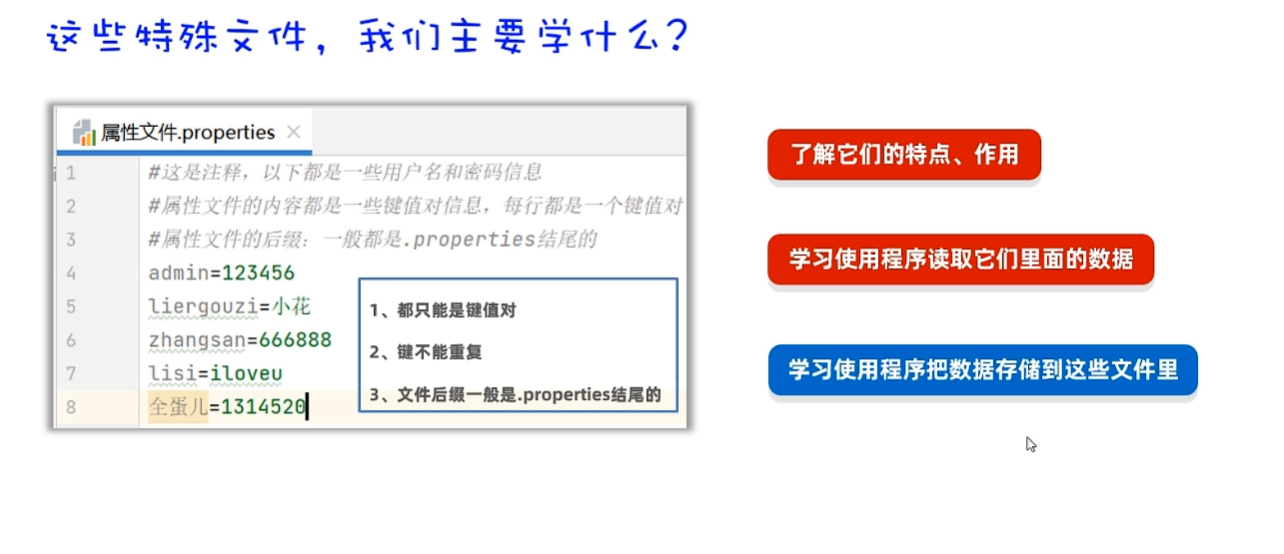 这些特殊文件，我们主要学什么？
属性文件.properties
1 #这是注释，以下都是一些用户名和密码信息
2 #属性文件的内容都是一些键值对信息，每行都是一个键值对
3 #属性文件的后缀：一般都是.properties结尾的
4 admin=123456
5 liergouzi=小花
6 zhangsan=666888
7 lisi=iloveu
8 全蛋儿=1314520
1、都只能是键值对
2、键不能重复
3、文件后缀一般是.properties结尾的
了解它们的特点、作用
学习使用程序读取它们里面的数据
学习使用程序把数据存储到这些文件里